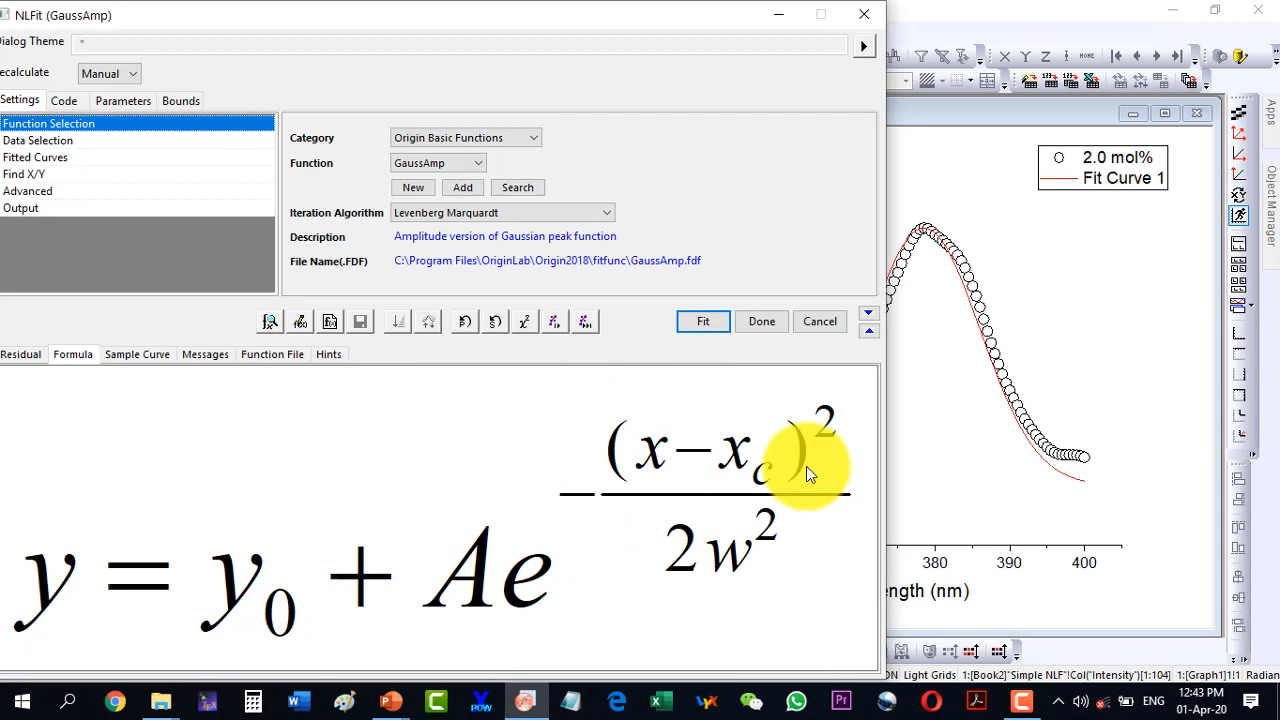 NLFit (GaussAmp)
Dialog Theme *
ecalculate Manual
Settings Code Parameters Bounds
Function Selection
Data Selection
Fitted Curves
Find X/Y
Advanced
Output
Category Origin Basic Functions
Function GaussAmp
New Add Search
Iteration Algorithm Levenberg Marquardt
Description Amplitude version of Gaussian peak function
File Name(.FDF) C:\Program Files\OriginLab\Origin2018\fitfunc\GaussAmp.fdf
Fit Done Cancel
Residual Formula Sample Curve Messages Function File Hints
y = y0 + Ae
−(x−xc)2
2w2
X Y Z
Apps
Object Manager
2.0 mol%
Fit Curve 1
380 390 400
ength (nm)
ON Light Grids 1:[Book2]"Simple NLF"!Col("Intensity")[1:104] 1:[Graph1]1!1 Radian
ENG
12:43 PM
01-Apr-20